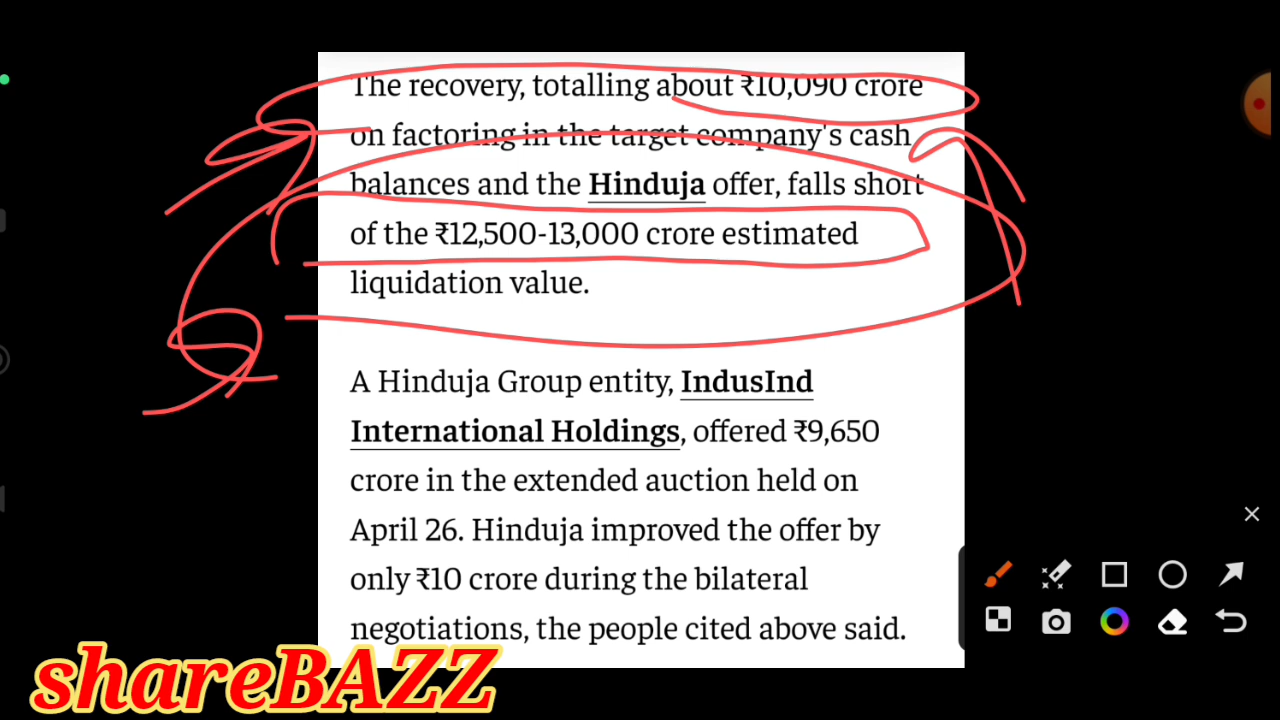 The recovery, totalling about ₹10,090 crore
on factoring in the target company's cash
balances and the Hinduja offer, falls short
of the ₹12,500-13,000 crore estimated
liquidation value.
A Hinduja Group entity, IndusInd
International Holdings, offered ₹9,650
crore in the extended auction held on
April 26. Hinduja improved the offer by
only ₹10 crore during the bilateral
negotiations, the people cited above said.
shareBAZZ